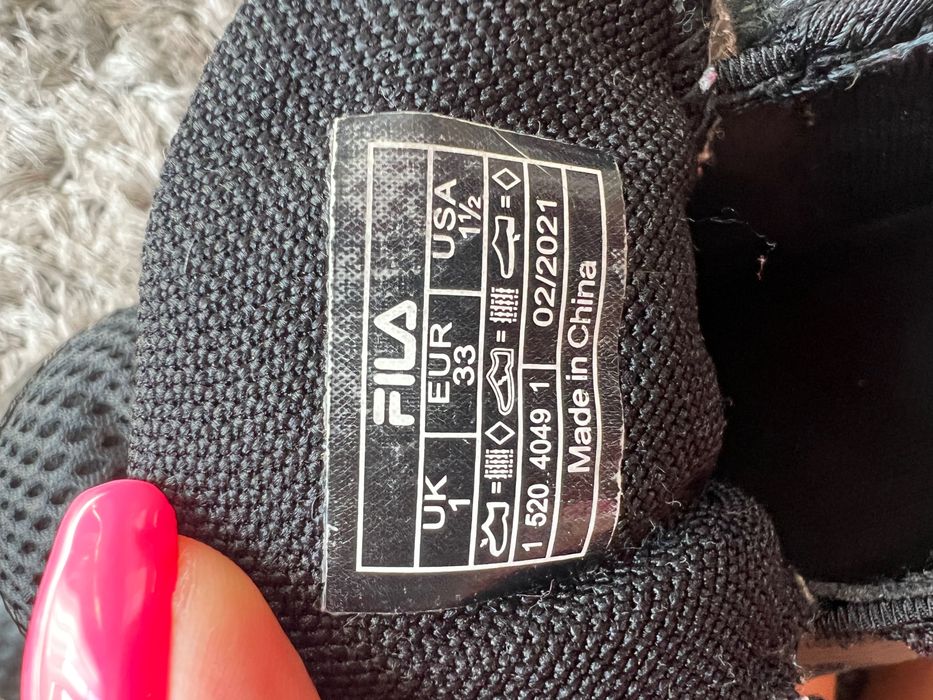 FILA
UK EUR USA
1 33 1½
= = =
1 520 4049 1 02/2021
Made in China